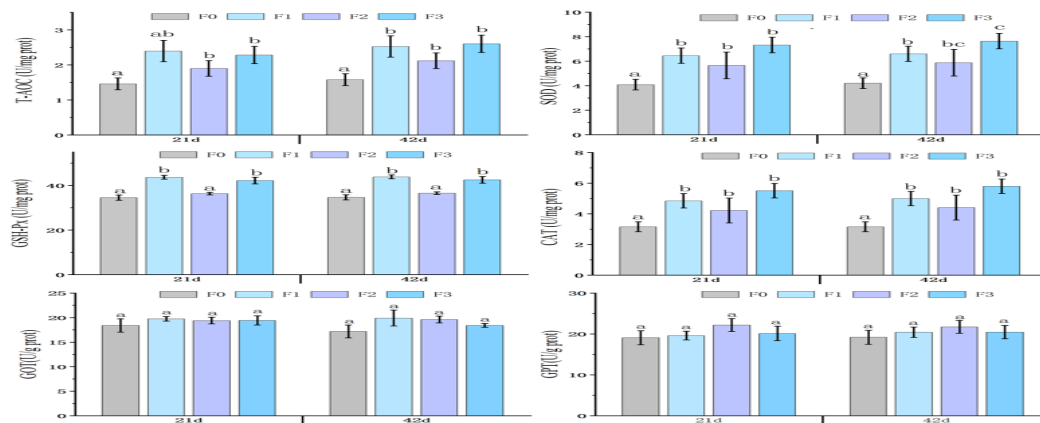 F0 F1 F2 F3
T-AOC (U/mg prot)
3
2
1
0
a ab b b
a b b b
21d 42d
F0 F1 F2 F3
SOD (U/mg prot)
10
8
6
4
2
0
a b b b
a b bc c
21d 42d
F0 F1 F2 F3
GSH-Px (U/mg prot)
40
20
0
a b a b
a b a b
21d 42d
F0 F1 F2 F3
CAT (U/mg prot)
8
6
4
2
0
a b b b
a b b b
21d 42d
F0 F1 F2 F3
GOT(U/g prot)
25
20
15
10
5
0
a a a a
a a a a
21d 42d
F0 F1 F2 F3
GPT(U/g prot)
30
20
10
0
a a a a
a a a a
21d 42d